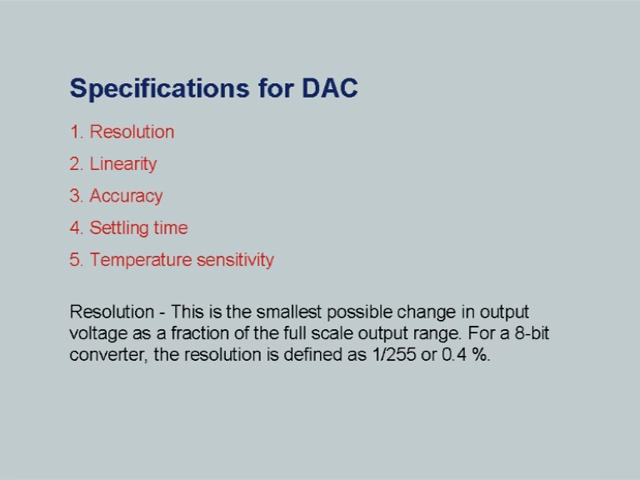 Specifications for DAC
1. Resolution
2. Linearity
3. Accuracy
4. Settling time
5. Temperature sensitivity
Resolution - This is the smallest possible change in output
voltage as a fraction of the full scale output range. For a 8-bit
converter, the resolution is defined as 1/255 or 0.4 %.